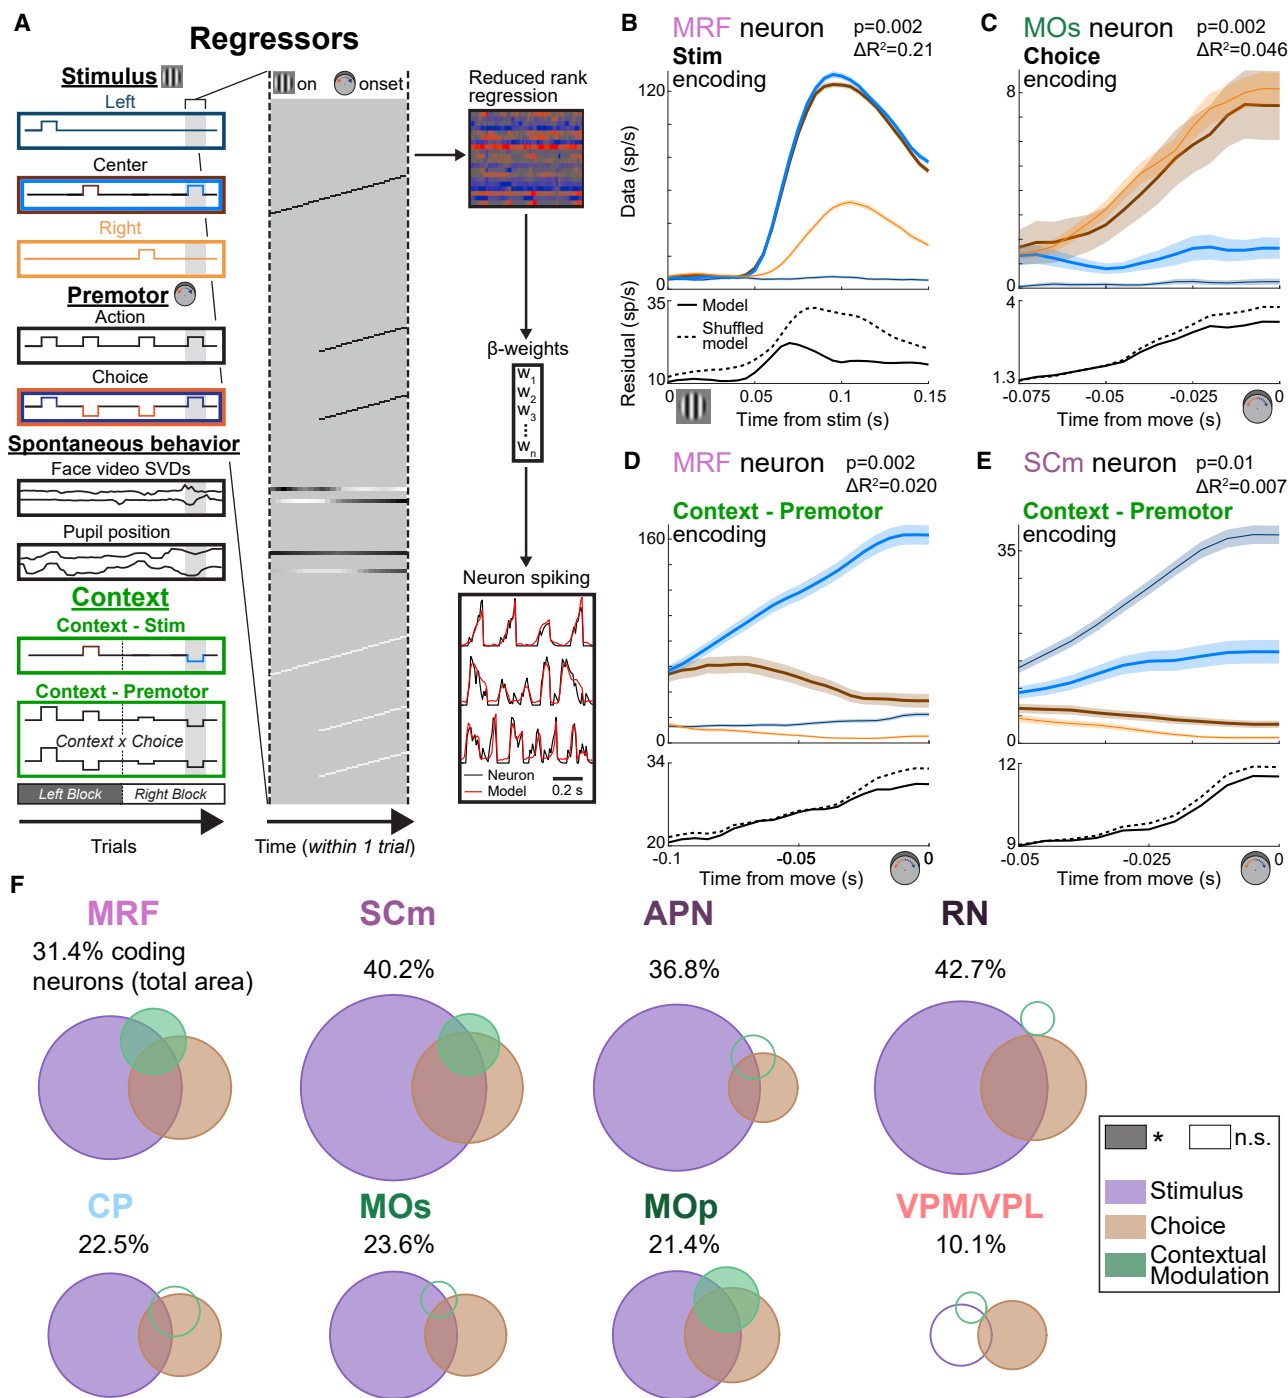 A
Regressors
Stimulus
Left
Center
Right
Premotor
Action
Choice
Spontaneous behavior
Face video SVDs
Pupil position
Context
Context - Stim
Context - Premotor
Context x Choice
Left Block
Right Block
Trials
on
onset
Time (within 1 trial)
Reduced rank
regression
β-weights
w1
w2
w3
⋮
wn
Neuron spiking
Neuron
Model
0.2 s
B
MRF neuron
p=0.002
ΔR²=0.21
Stim
encoding
120
Data (sp/s)
0
35
Residual (sp/s)
Model
Shuffled
model
10
0
0.05
0.1
0.15
Time from stim (s)
C
MOs neuron
p=0.002
ΔR²=0.046
Choice
encoding
8
0
4
1.3
-0.075
-0.05
-0.025
0
Time from move (s)
D
MRF neuron
p=0.002
ΔR²=0.020
Context - Premotor
encoding
160
0
34
20
-0.1
-0.05
0
Time from move (s)
E
SCm neuron
p=0.01
ΔR²=0.007
Context - Premotor
encoding
35
0
12
9
-0.05
-0.025
0
Time from move (s)
F
MRF
31.4% coding
neurons (total area)
SCm
40.2%
APN
36.8%
RN
42.7%
CP
22.5%
MOs
23.6%
MOp
21.4%
VPM/VPL
10.1%
*
n.s.
Stimulus
Choice
Contextual
Modulation